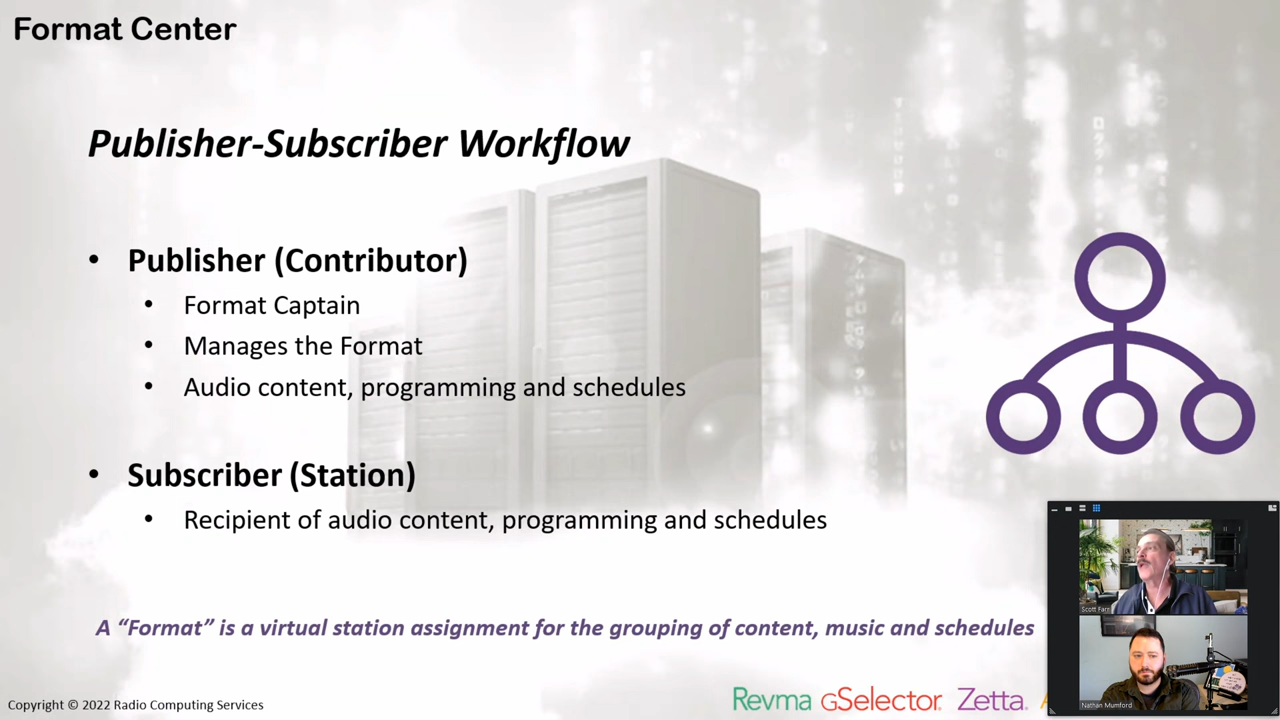 Format Center
Publisher-Subscriber Workflow
• Publisher (Contributor)
• Format Captain
• Manages the Format
• Audio content, programming and schedules
• Subscriber (Station)
• Recipient of audio content, programming and schedules
A “Format” is a virtual station assignment for the grouping of content, music and schedules
Scott Farr
Nathan Mumford
Copyright © 2022 Radio Computing Services
Revma GSelector. Zetta.